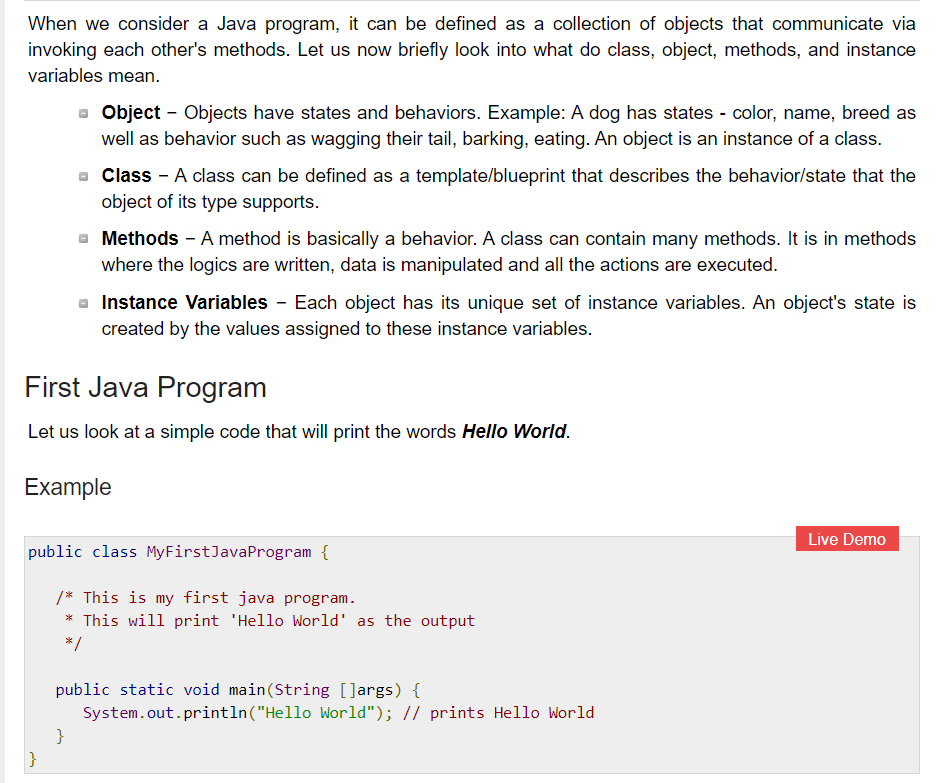 When we consider a Java program, it can be defined as a collection of objects that communicate via
invoking each other's methods. Let us now briefly look into what do class, object, methods, and instance
variables mean.
Object − Objects have states and behaviors. Example: A dog has states - color, name, breed as
well as behavior such as wagging their tail, barking, eating. An object is an instance of a class.
Class − A class can be defined as a template/blueprint that describes the behavior/state that the
object of its type supports.
Methods − A method is basically a behavior. A class can contain many methods. It is in methods
where the logics are written, data is manipulated and all the actions are executed.
Instance Variables − Each object has its unique set of instance variables. An object's state is
created by the values assigned to these instance variables.
First Java Program
Let us look at a simple code that will print the words Hello World.
Example
Live Demo
public class MyFirstJavaProgram {
/* This is my first java program.
* This will print 'Hello World' as the output
*/
public static void main(String []args) {
System.out.println("Hello World"); // prints Hello World
}
}